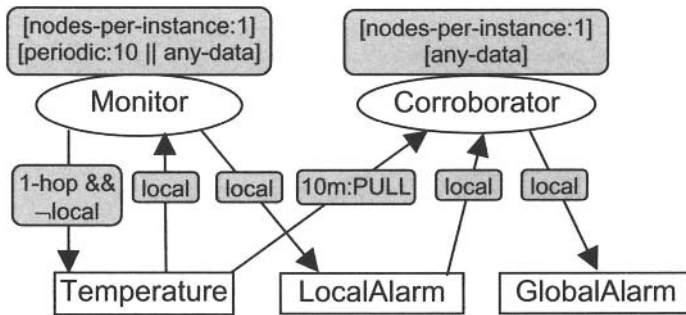 [nodes-per-instance:1]
[periodic:10 || any-data]
[nodes-per-instance:1]
[any-data]
Monitor
Corroborator
1-hop &&
¬local
local
local
10m:PULL
local
local
Temperature
LocalAlarm
GlobalAlarm